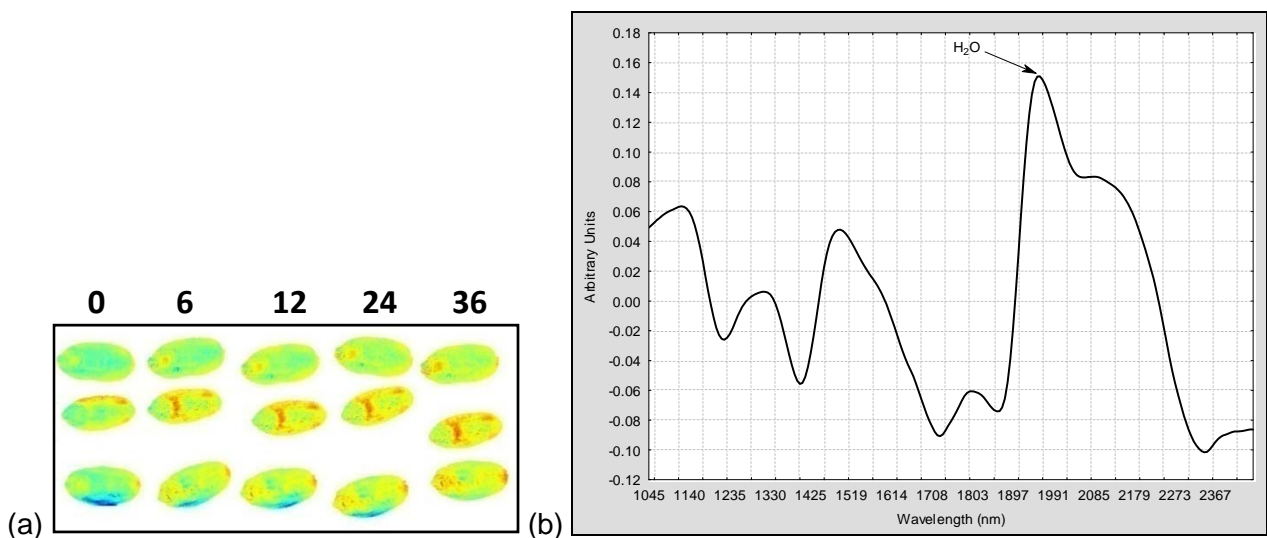 0 6 12 24 36
(a)
0.18
0.16
0.14
0.12
0.10
0.08
0.06
0.04
0.02
0.00
-0.02
-0.04
-0.06
-0.08
-0.10
-0.12
Arbitrary Units
H₂O
1045 1140 1235 1330 1425 1519 1614 1708 1803 1897 1991 2085 2179 2273 2367
Wavelength (nm)
(b)